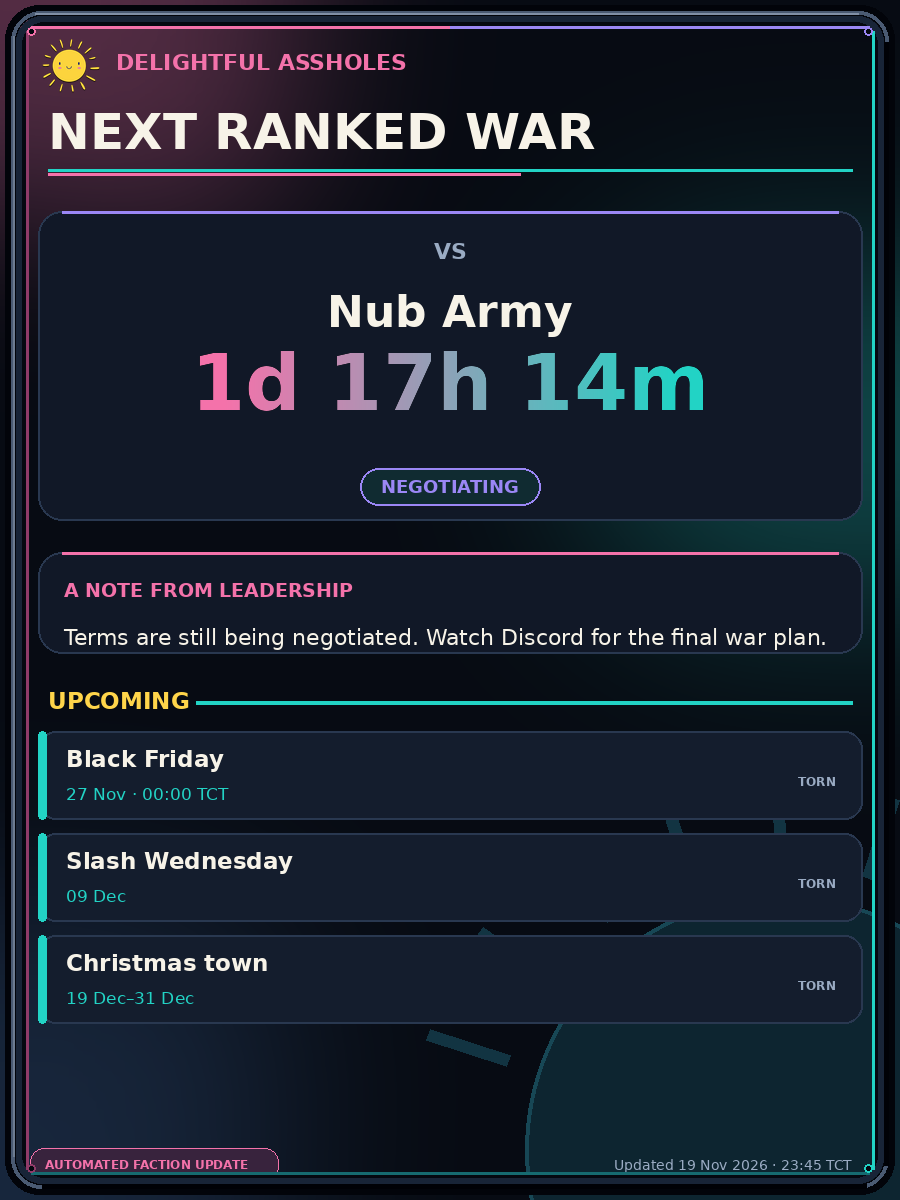 DELIGHTFUL ASSHOLES
NEXT RANKED WAR
VS
Nub Army
1d 17h 14m
NEGOTIATING
A NOTE FROM LEADERSHIP
Terms are still being negotiated. Watch Discord for the final war plan.
UPCOMING
Black Friday
27 Nov · 00:00 TCT
TORN
Slash Wednesday
09 Dec
TORN
Christmas town
19 Dec–31 Dec
TORN
AUTOMATED FACTION UPDATE
Updated 19 Nov 2026 · 23:45 TCT